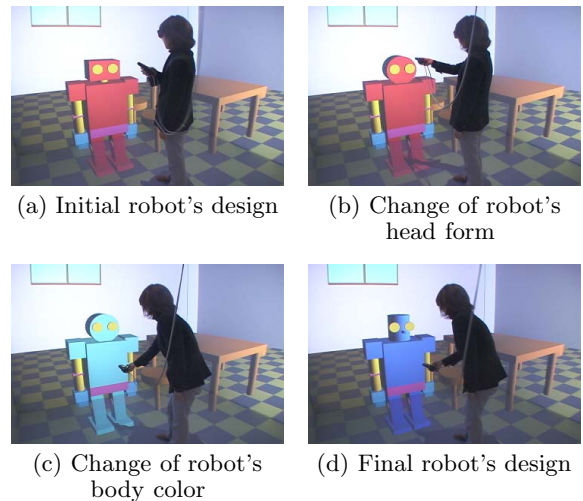 (a) Initial robot's design
(b) Change of robot's
head form
(c) Change of robot's
body color
(d) Final robot's design